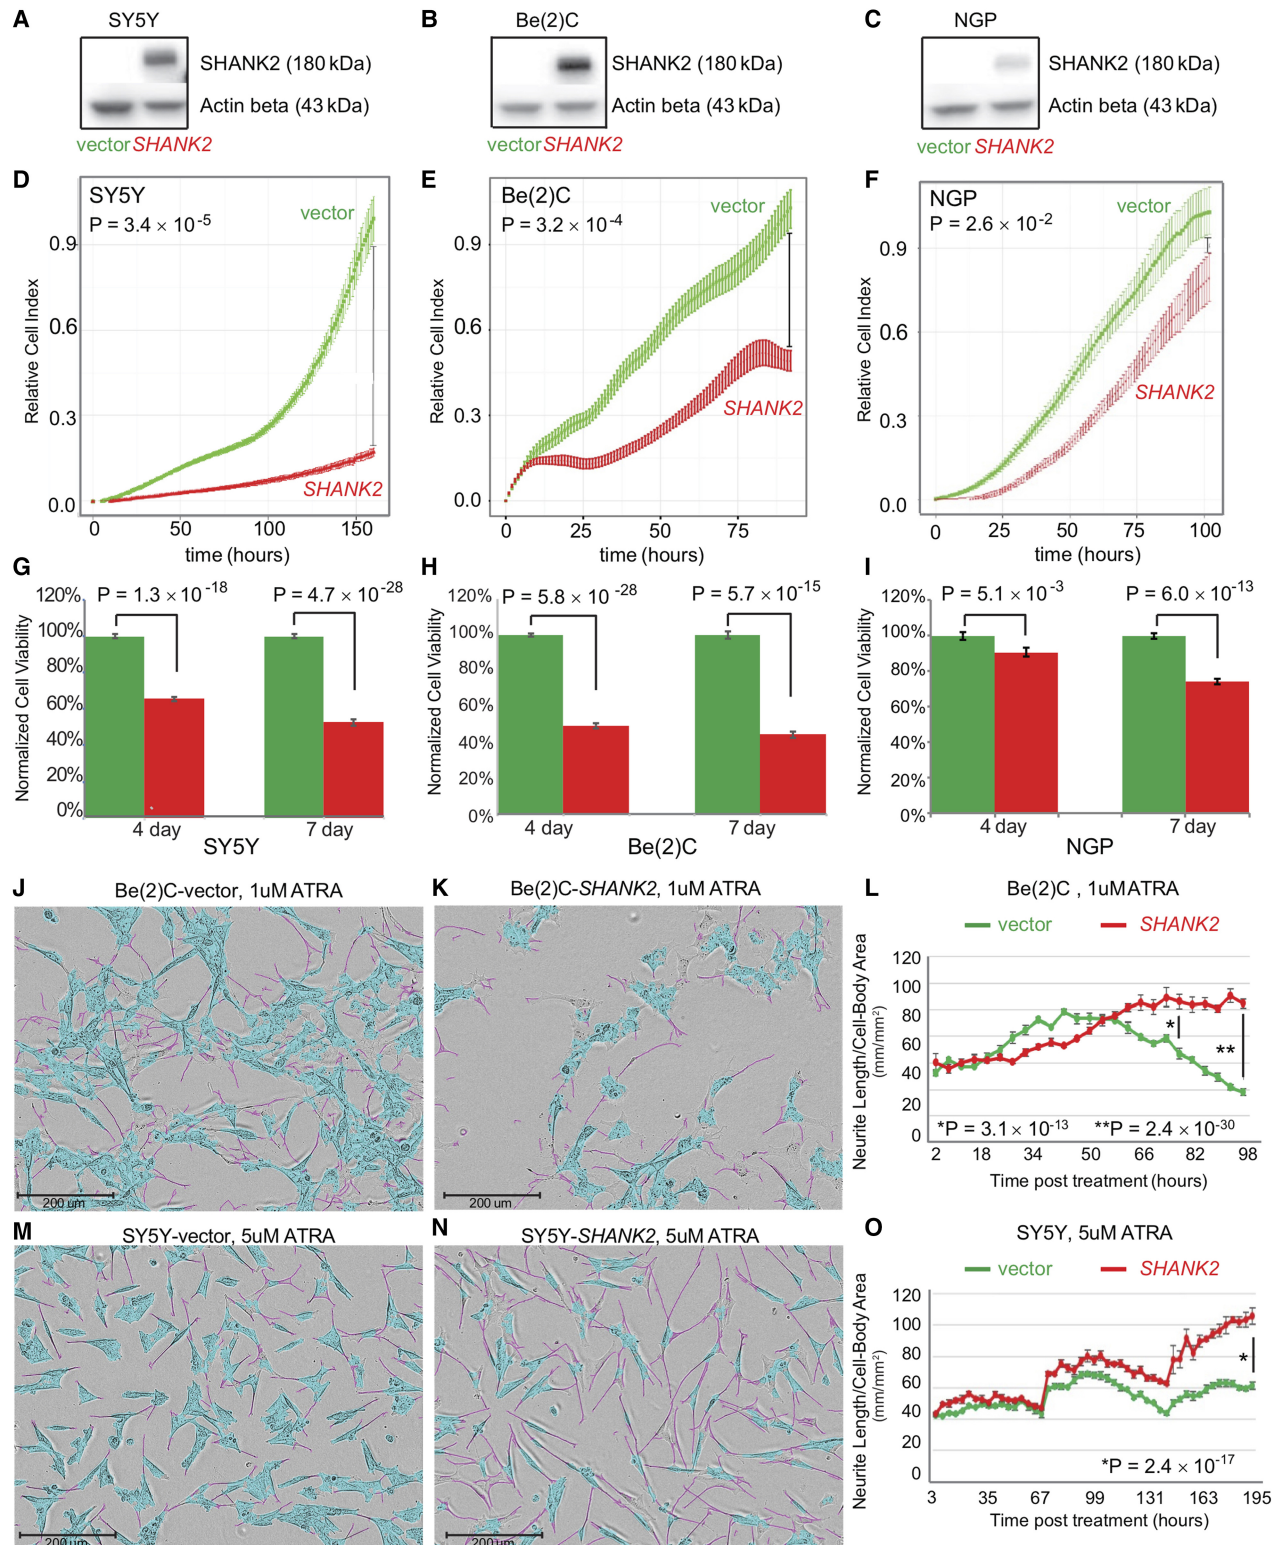 A
SY5Y
SHANK2 (180 kDa)
Actin beta (43 kDa)
vector SHANK2
B
Be(2)C
SHANK2 (180 kDa)
Actin beta (43 kDa)
vector SHANK2
C
NGP
SHANK2 (180 kDa)
Actin beta (43 kDa)
vector SHANK2
D
SY5Y
P = 3.4 × 10-5
vector
SHANK2
Relative Cell Index
0.9
0.6
0.3
0.0
0 50 100 150
time (hours)
E
Be(2)C
P = 3.2 × 10-4
vector
SHANK2
Relative Cell Index
0.9
0.6
0.3
0.0
0 25 50 75
time (hours)
F
NGP
P = 2.6 × 10-2
vector
SHANK2
Relative Cell Index
0.9
0.6
0.3
0.0
0 25 50 75 100
time (hours)
G
P = 1.3 × 10-18
P = 4.7 × 10-28
Normalized Cell Viability
120%
100%
80%
60%
40%
20%
0%
4 day 7 day
SY5Y
H
P = 5.8 × 10-28
P = 5.7 × 10-15
Normalized Cell Viability
120%
100%
80%
60%
40%
20%
0%
4 day 7 day
Be(2)C
I
P = 5.1 × 10-3
P = 6.0 × 10-13
Normalized Cell Viability
120%
100%
80%
60%
40%
20%
0%
4 day 7 day
NGP
J
Be(2)C-vector, 1uM ATRA
200 um
K
Be(2)C-SHANK2, 1uM ATRA
200 um
L
Be(2)C , 1uM ATRA
vector SHANK2
Neurite Length/Cell-Body Area
(mm/mm2)
120
100
80
60
40
20
0
*
**
*P = 3.1 × 10-13 **P = 2.4 × 10-30
2 18 34 50 66 82 98
Time post treatment (hours)
M
SY5Y-vector, 5uM ATRA
200 um
N
SY5Y-SHANK2, 5uM ATRA
200 um
O
SY5Y, 5uM ATRA
vector SHANK2
Neurite Length/Cell-Body Area
(mm/mm2)
120
100
80
60
40
20
0
*
*P = 2.4 × 10-17
3 35 67 99 131 163 195
Time post treatment (hours)